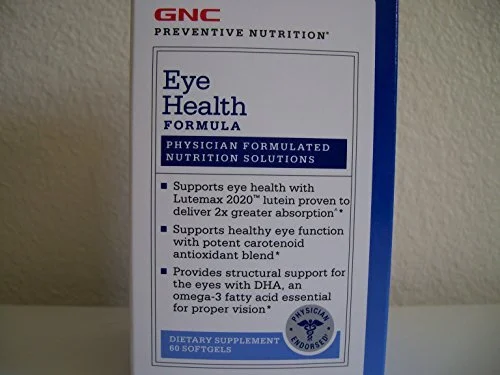 GNC
PREVENTIVE NUTRITION*
Eye
Health
FORMULA
PHYSICIAN FORMULATED
NUTRITION SOLUTIONS
▪ Supports eye health with
Lutemax 2020™ lutein proven to
deliver 2x greater absorption^*
▪ Supports healthy eye function
with potent carotenoid
antioxidant blend*
▪ Provides structural support for
the eyes with DHA, an
omega-3 fatty acid essential
for proper vision*
DIETARY SUPPLEMENT
60 SOFTGELS
PHYSICIAN
ENDORSED